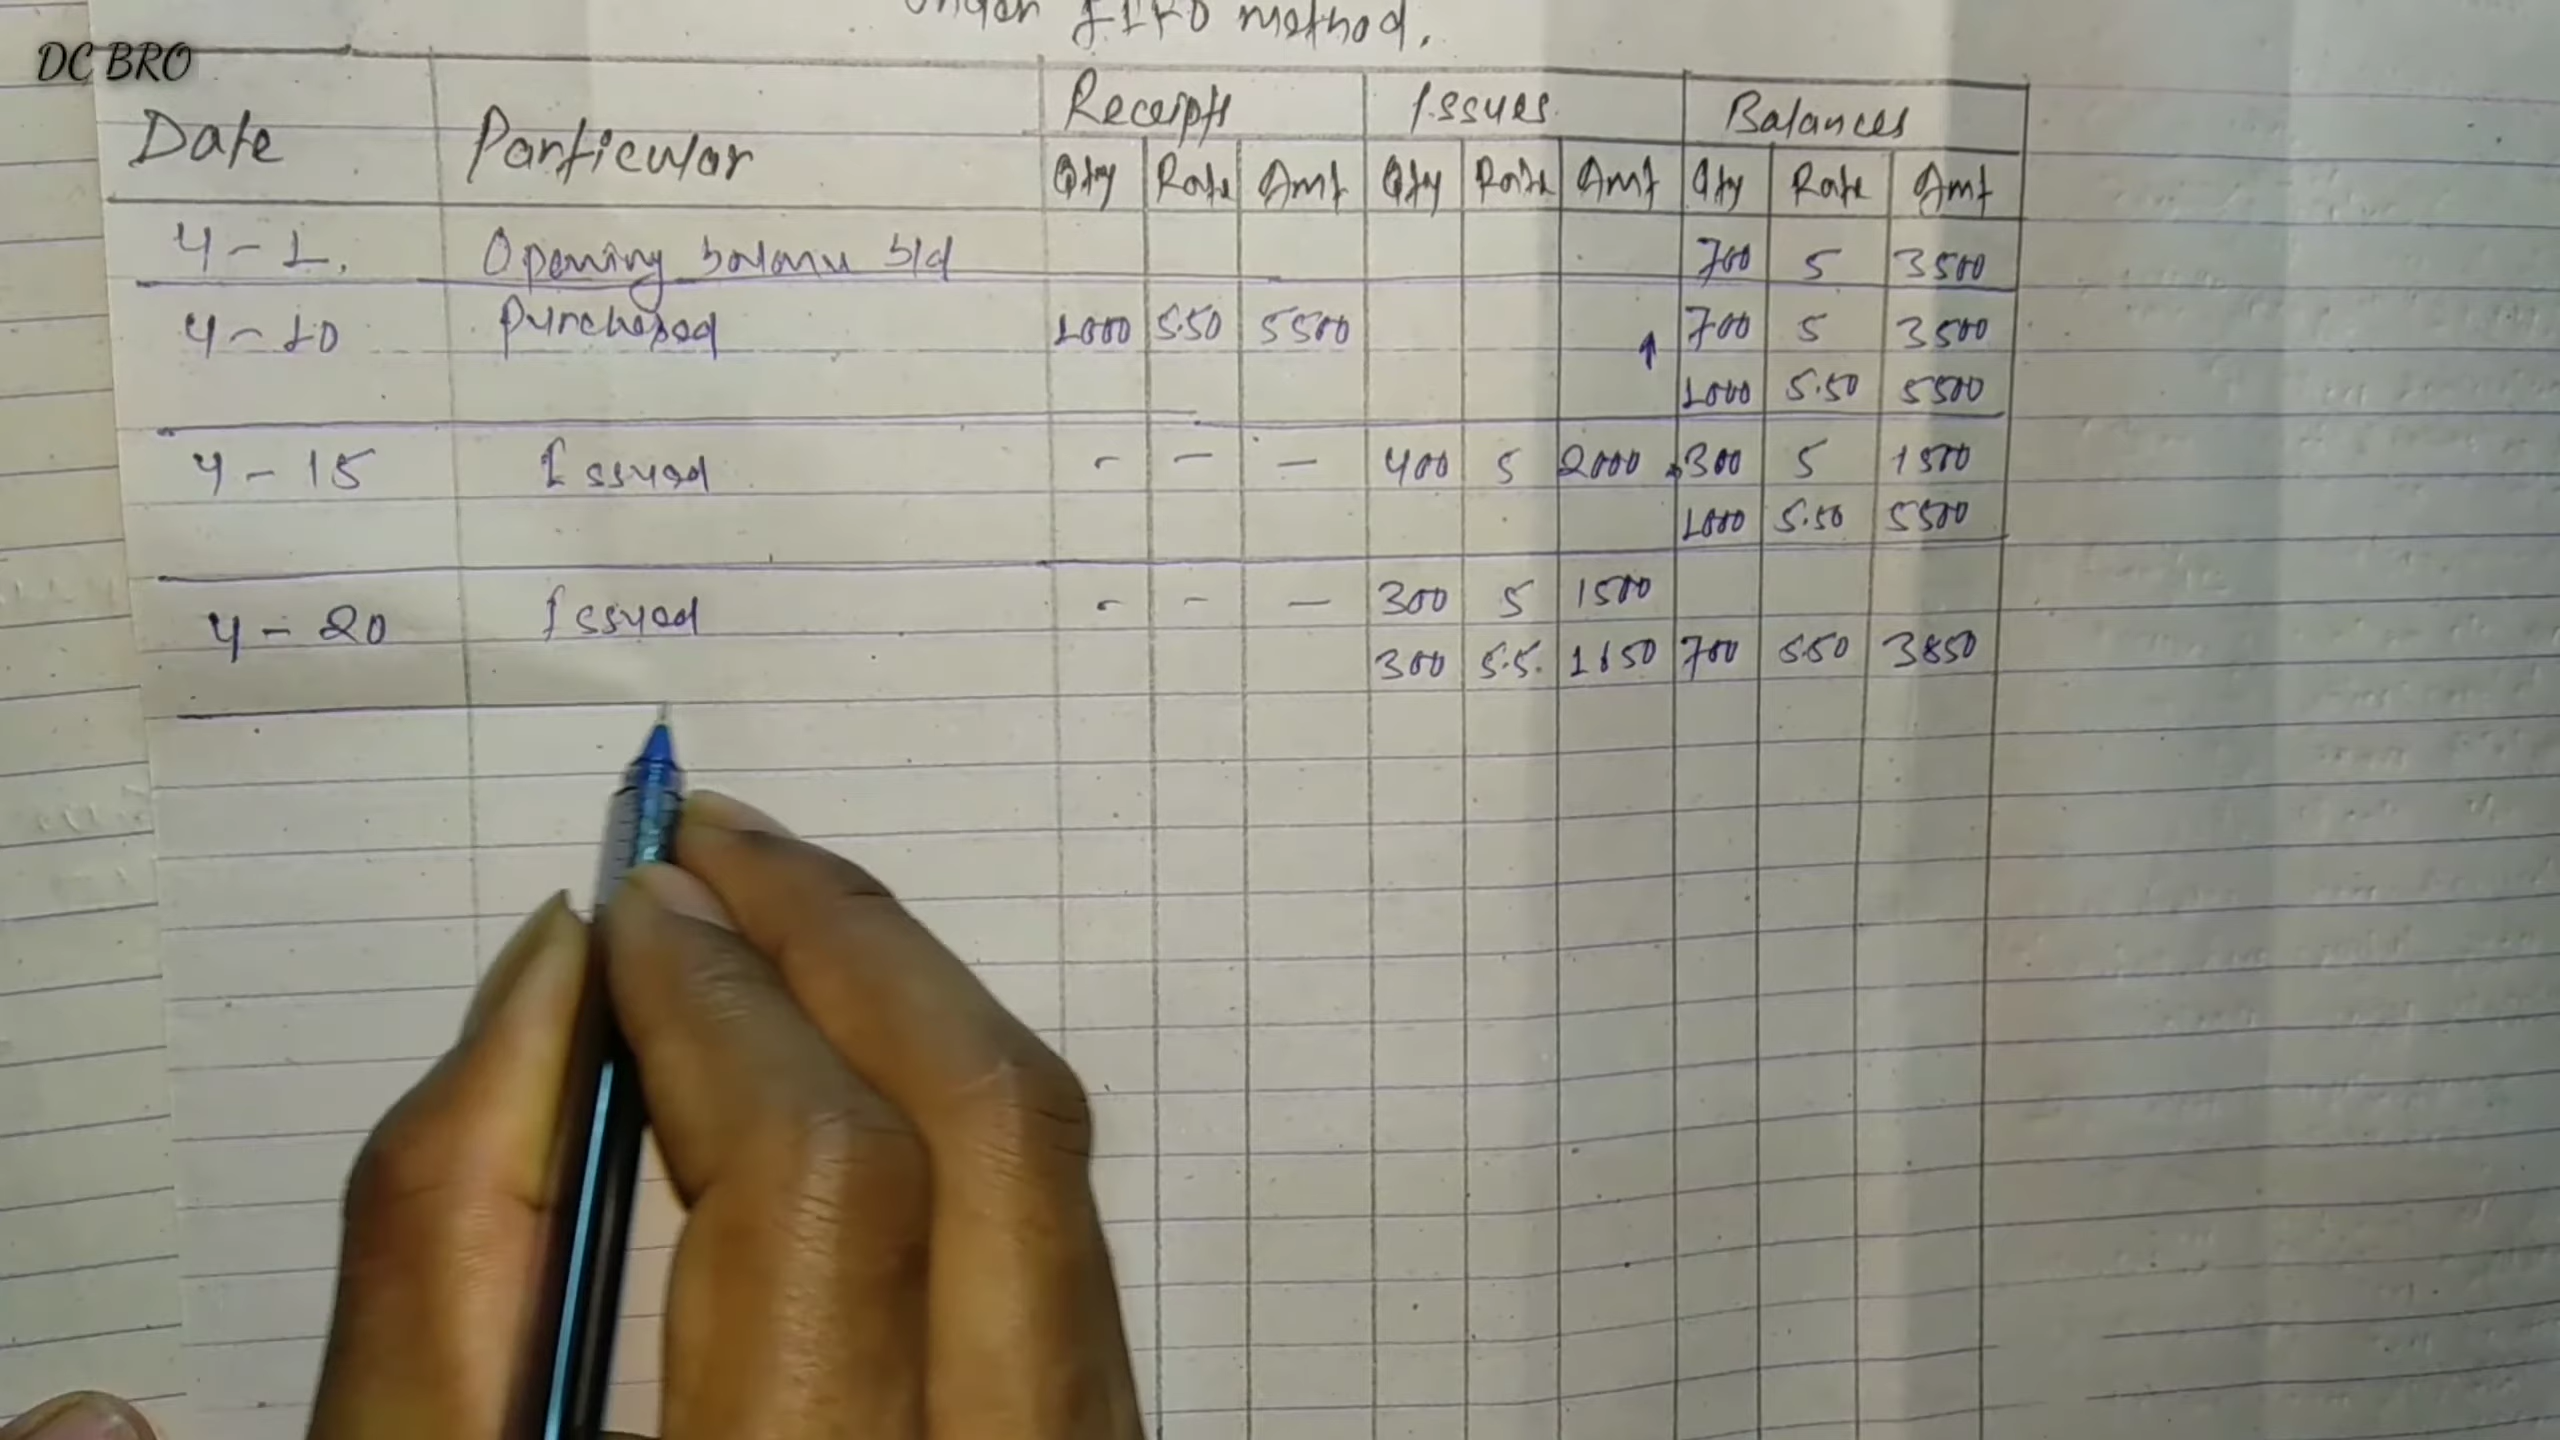 under FIFO method.
DC BRO
Date Particular Receipts Issues Balances
Qty Rate Amt Qty Rate Amt Qty Rate Amt
4-1. Opening balance b/d 700 5 3500
4-10 Purchased 1000 5.50 5500 700 5 3500
1000 5.50 5500
4-15 Issued - - - 400 5 2000 300 5 1500
1000 5.50 5500
4-20 Issued - - - 300 5 1500
300 5.5. 1650 700 550 3850